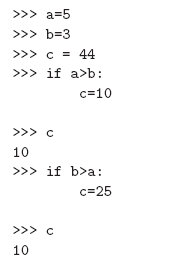 >>> a=5
>>> b=3
>>> c = 44
>>> if a>b:
        c=10

>>> c
10
>>> if b>a:
        c=25

>>> c
10